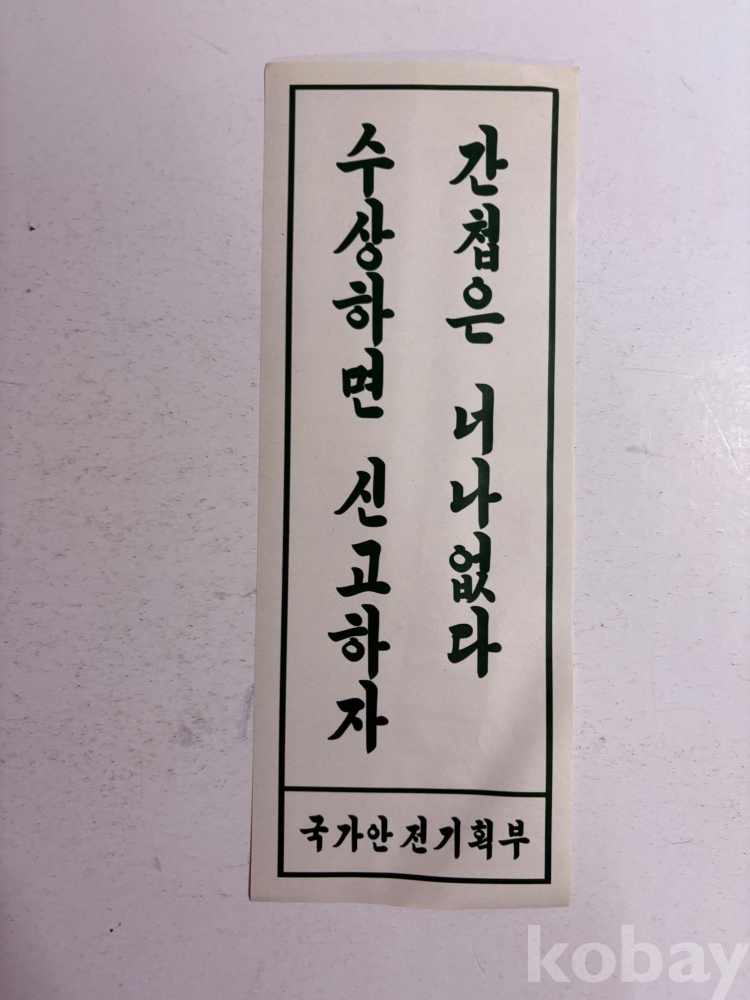 간첩은 너나없다
수상하면 신고하자
국가안전기획부
kobay